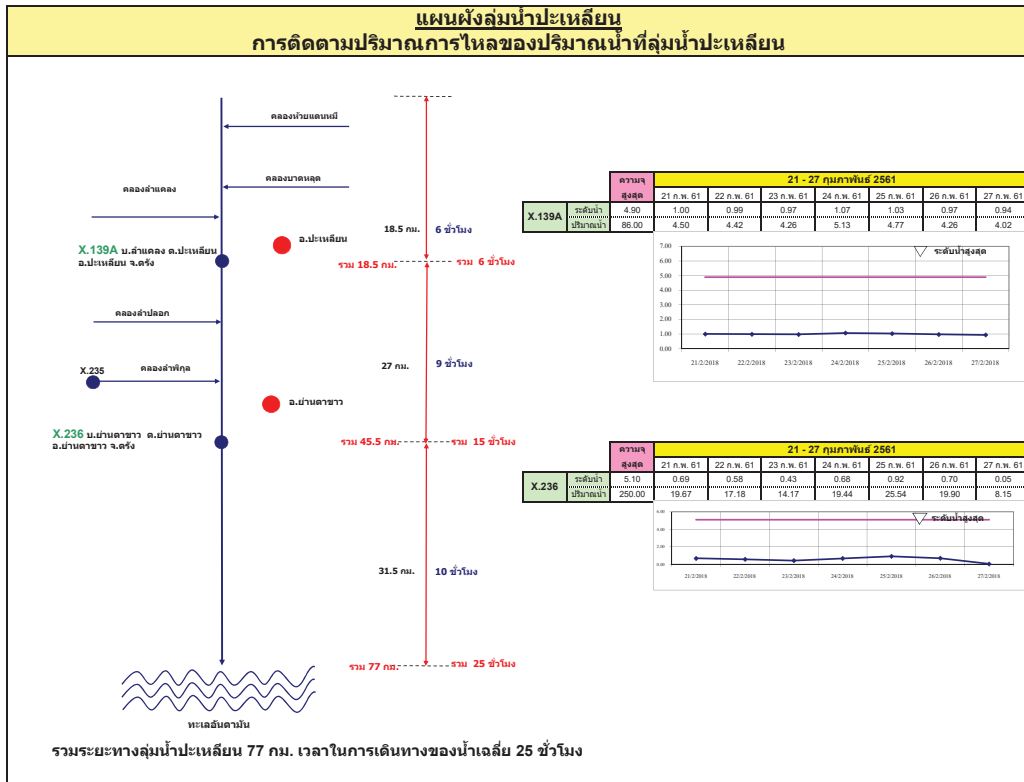 แผนผังลุ่มน้ำปะเหลียน
การติดตามปริมาณการไหลของปริมาณน้ำที่ลุ่มน้ำปะเหลียน
คลองห้วยแดนหมี
คลองบาดหลุด
คลองลำแคลง
อ.ปะเหลียน
X.139A บ.ลำแคลง ต.ปะเหลียน
อ.ปะเหลียน จ.ตรัง
18.5 กม.
6 ชั่วโมง
รวม 18.5 กม.
รวม 6 ชั่วโมง
คลองลำปลอก
X.235
คลองลำพิกุล
27 กม.
9 ชั่วโมง
อ.ย่านตาขาว
X.236 บ.ย่านตาขาว ต.ย่านตาขาว
อ.ย่านตาขาว จ.ตรัง
รวม 45.5 กม.
รวม 15 ชั่วโมง
31.5 กม.
10 ชั่วโมง
รวม 77 กม.
รวม 25 ชั่วโมง
ทะเลอันดามัน
รวมระยะทางลุ่มน้ำปะเหลียน 77 กม. เวลาในการเดินทางของน้ำเฉลี่ย 25 ชั่วโมง
ความจุ
สูงสุด
21 - 27 กุมภาพันธ์ 2561
21 ก.พ. 61 22 ก.พ. 61 23 ก.พ. 61 24 ก.พ. 61 25 ก.พ. 61 26 ก.พ. 61 27 ก.พ. 61
X.139A
ระดับน้ำ 4.90 1.00 0.99 0.97 1.07 1.03 0.97 0.94
ปริมาณน้ำ 86.00 4.50 4.42 4.26 5.13 4.77 4.26 4.02
ระดับน้ำสูงสุด
7.00
6.00
5.00
4.00
3.00
2.00
1.00
0.00
21/2/2018 22/2/2018 23/2/2018 24/2/2018 25/2/2018 26/2/2018 27/2/2018
ความจุ
สูงสุด
21 - 27 กุมภาพันธ์ 2561
21 ก.พ. 61 22 ก.พ. 61 23 ก.พ. 61 24 ก.พ. 61 25 ก.พ. 61 26 ก.พ. 61 27 ก.พ. 61
X.236
ระดับน้ำ 5.10 0.69 0.58 0.43 0.68 0.92 0.70 0.05
ปริมาณน้ำ 250.00 19.67 17.18 14.17 19.44 25.54 19.90 8.15
ระดับน้ำสูงสุด
6.00
4.00
2.00
0.00
21/2/2018 22/2/2018 23/2/2018 24/2/2018 25/2/2018 26/2/2018 27/2/2018